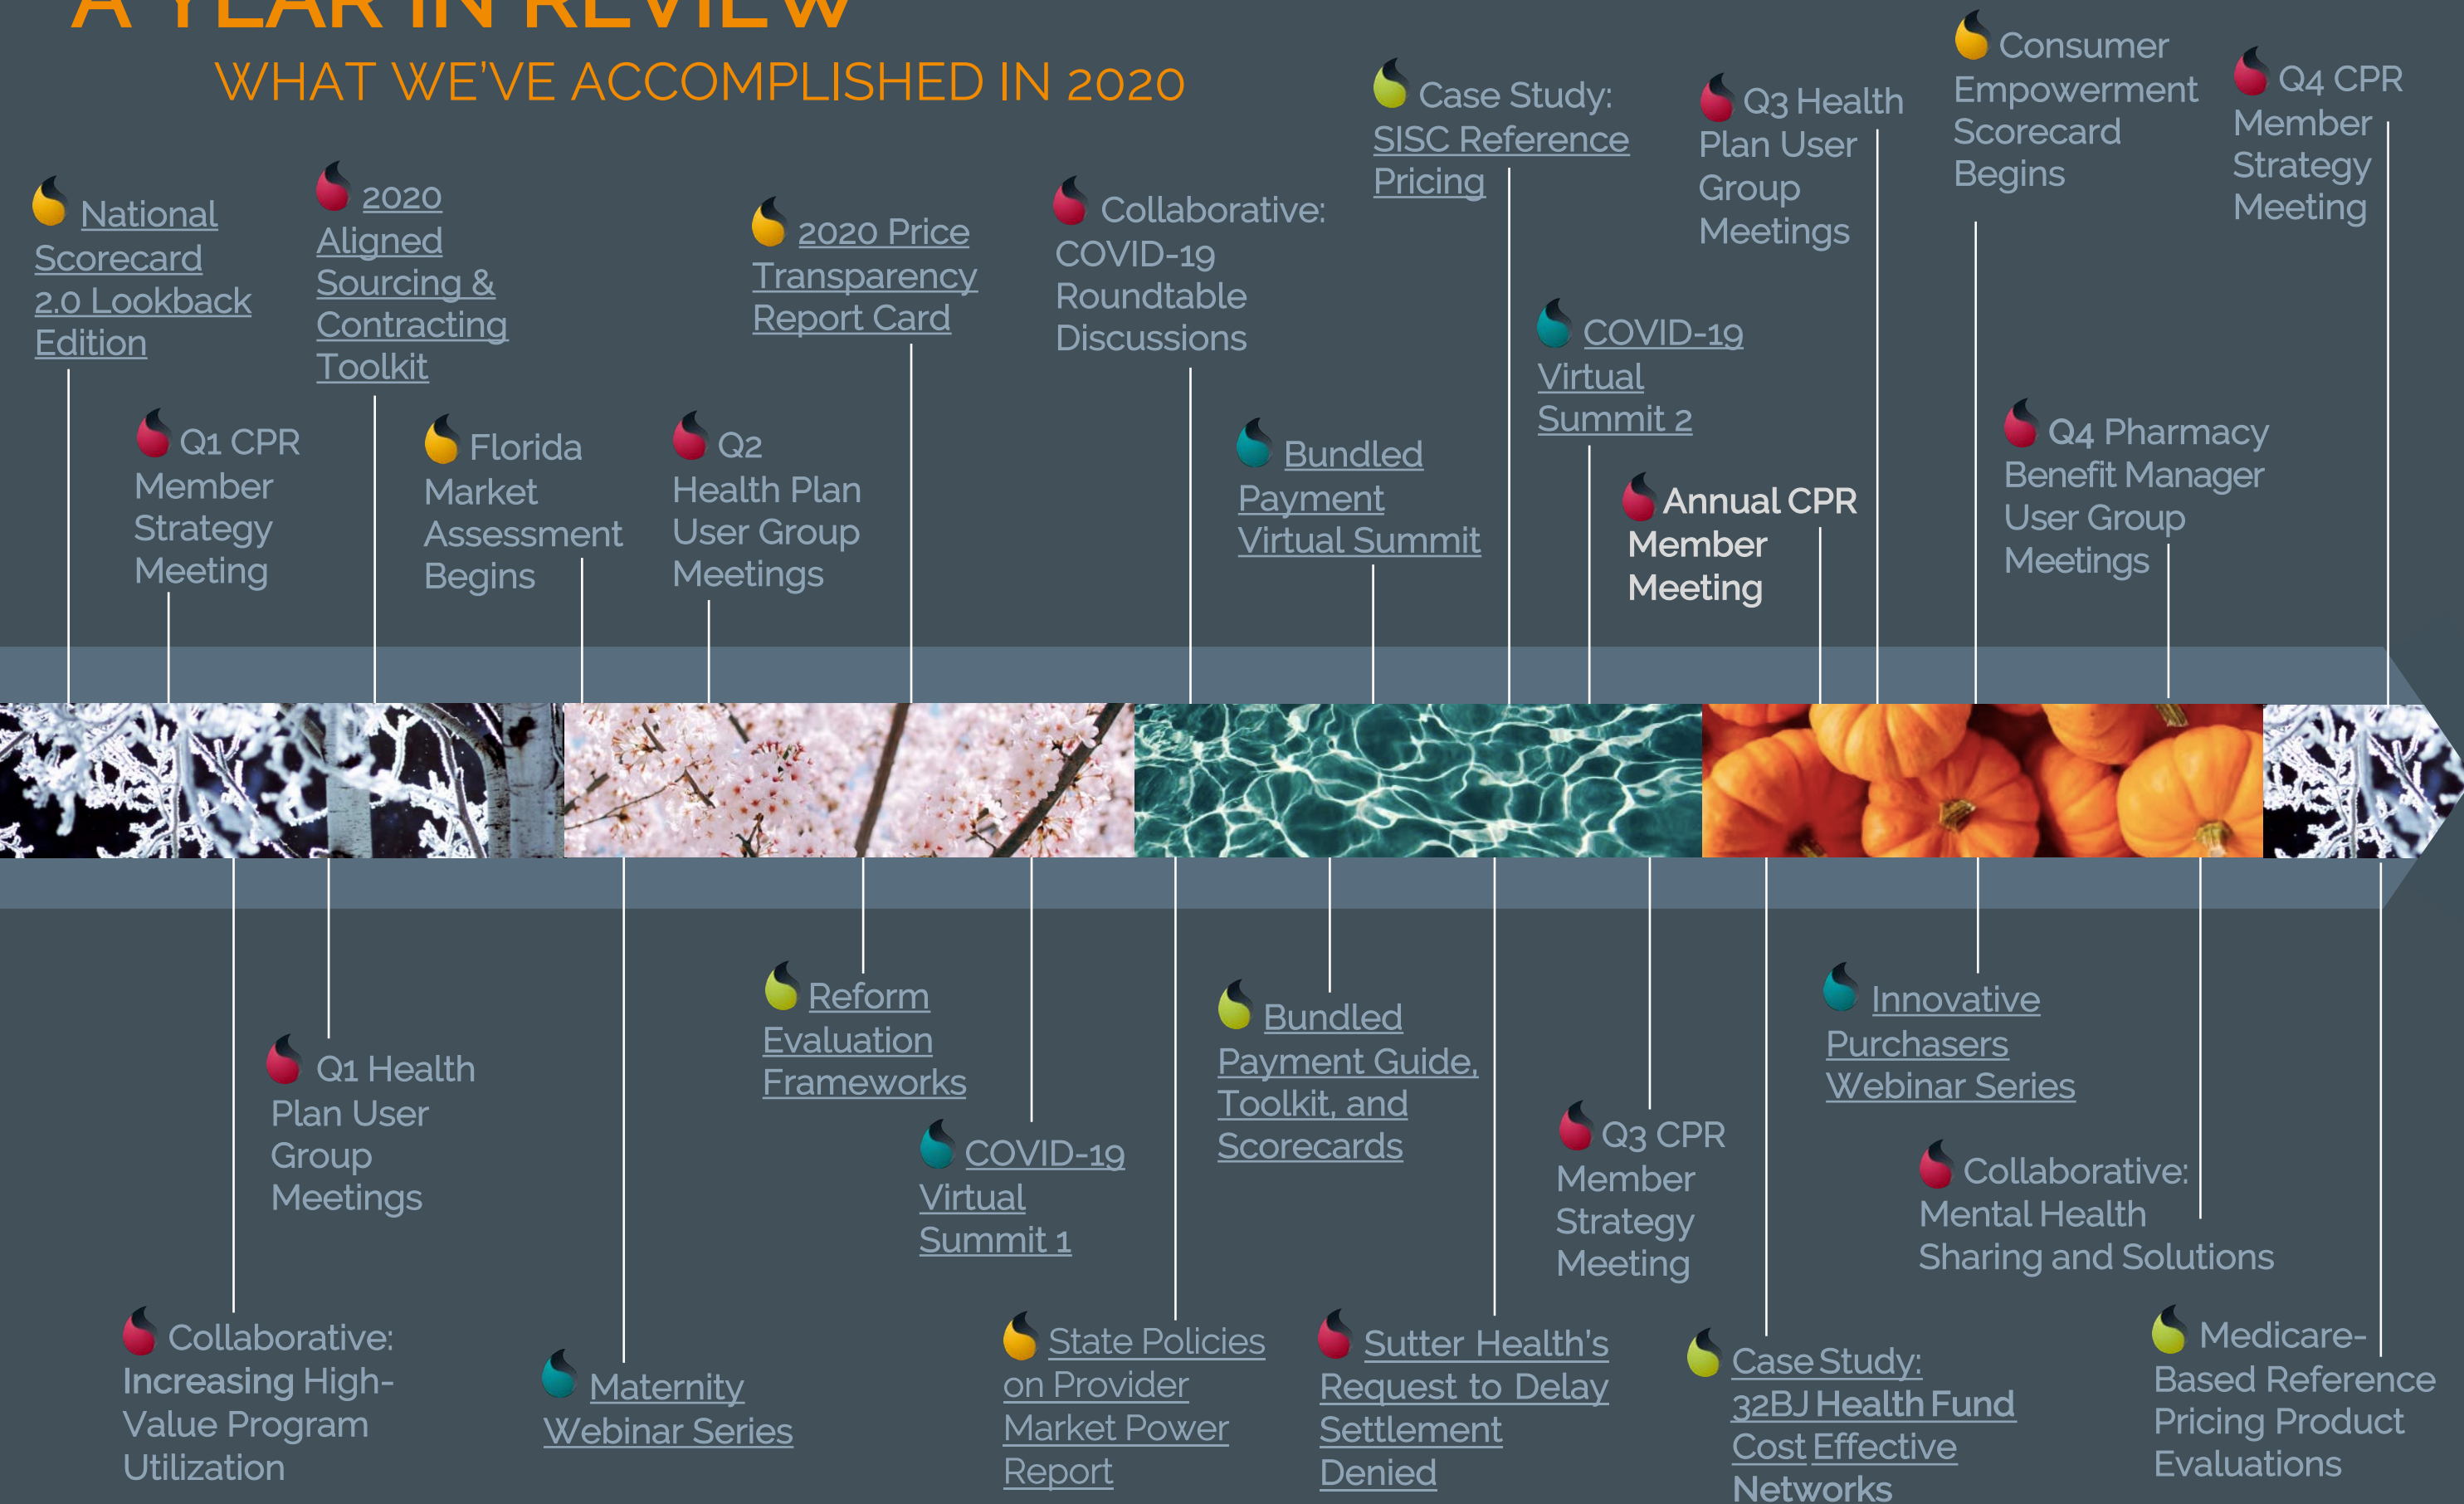 A YEAR IN REVIEW
WHAT WE'VE ACCOMPLISHED IN 2020
National
Scorecard
2.0 Lookback
Edition
Q1 CPR
Member
Strategy
Meeting
2020
Aligned
Sourcing &
Contracting
Toolkit
Florida
Market
Assessment
Begins
Q2
Health Plan
User Group
Meetings
2020 Price
Transparency
Report Card
Collaborative:
COVID-19
Roundtable
Discussions
Bundled
Payment
Virtual Summit
Case Study:
SISC Reference
Pricing
COVID-19
Virtual
Summit 2
Annual CPR
Member
Meeting
Q3 Health
Plan User
Group
Meetings
Consumer
Empowerment
Scorecard
Begins
Q4 Pharmacy
Benefit Manager
User Group
Meetings
Q4 CPR
Member
Strategy
Meeting
Collaborative:
Increasing High-
Value Program
Utilization
Q1 Health
Plan User
Group
Meetings
Maternity
Webinar Series
Reform
Evaluation
Frameworks
COVID-19
Virtual
Summit 1
State Policies
on Provider
Market Power
Report
Bundled
Payment Guide,
Toolkit, and
Scorecards
Sutter Health's
Request to Delay
Settlement
Denied
Q3 CPR
Member
Strategy
Meeting
Case Study:
32BJ Health Fund
Cost Effective
Networks
Innovative
Purchasers
Webinar Series
Collaborative:
Mental Health
Sharing and Solutions
Medicare-
Based Reference
Pricing Product
Evaluations